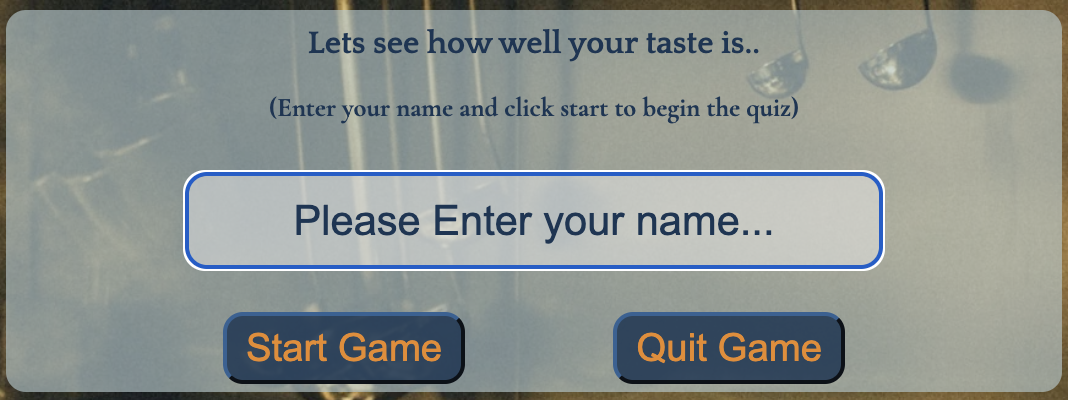 Lets see how well your taste is..
(Enter your name and click start to begin the quiz)
Please Enter your name...
Start Game
Quit Game